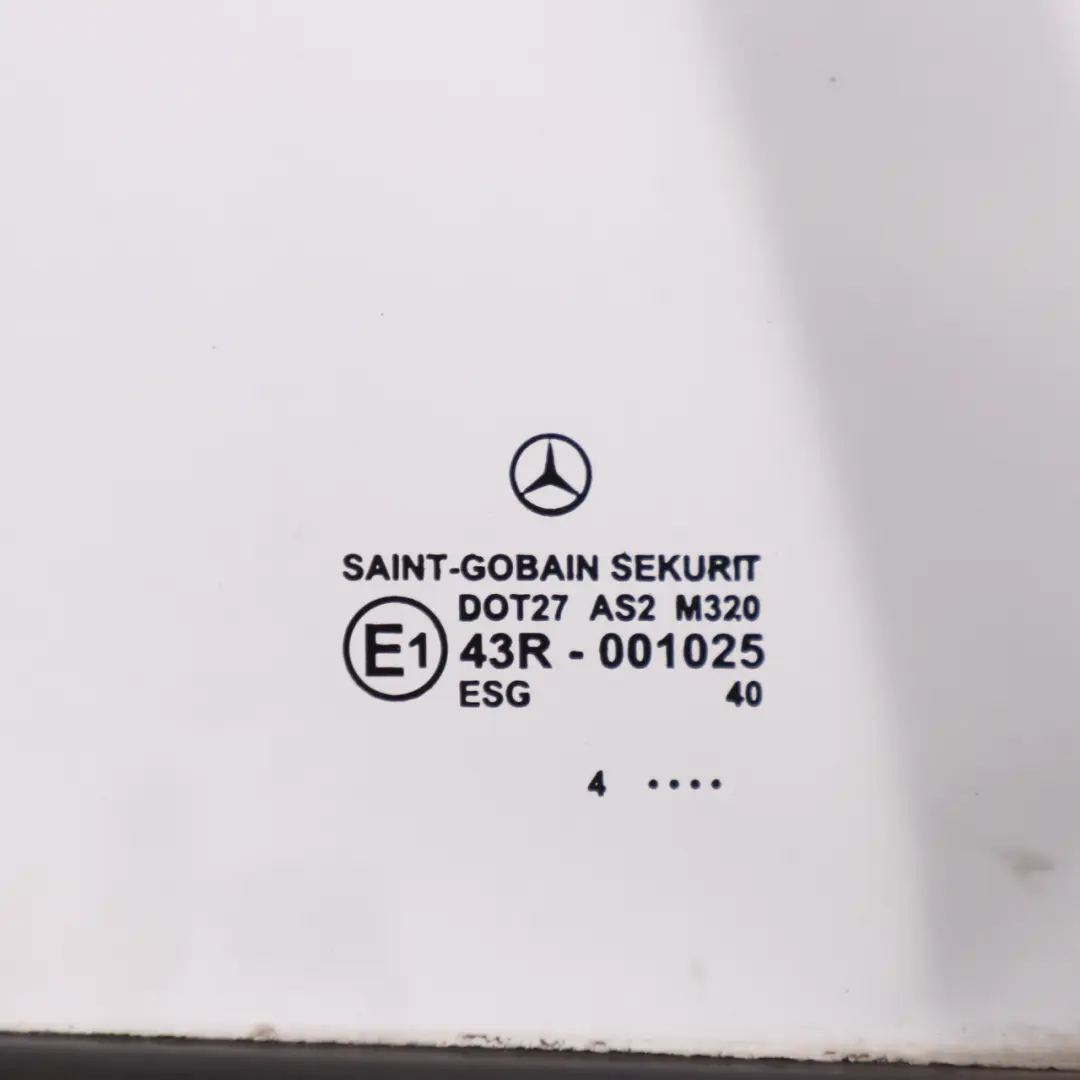 SAINT-GOBAIN SEKURIT
DOT27 AS2 M320
E1 43R - 001025
ESG 40
4 ••••